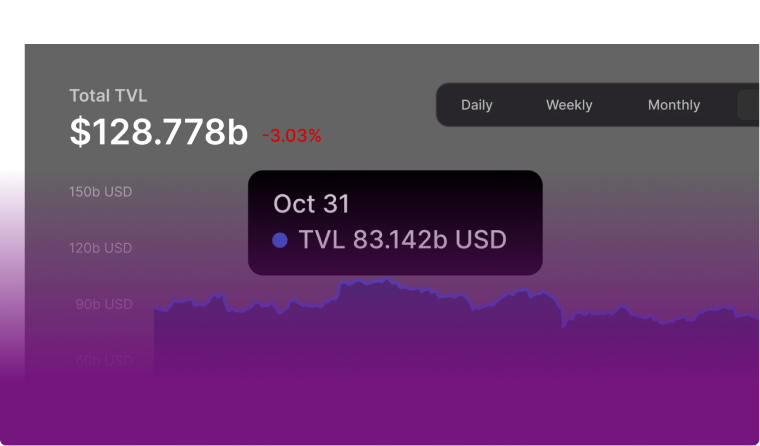 Total TVL
$128.778b -3.03%
Daily Weekly Monthly
150b USD
Oct 31
TVL 83.142b USD
120b USD
90b USD
60b USD